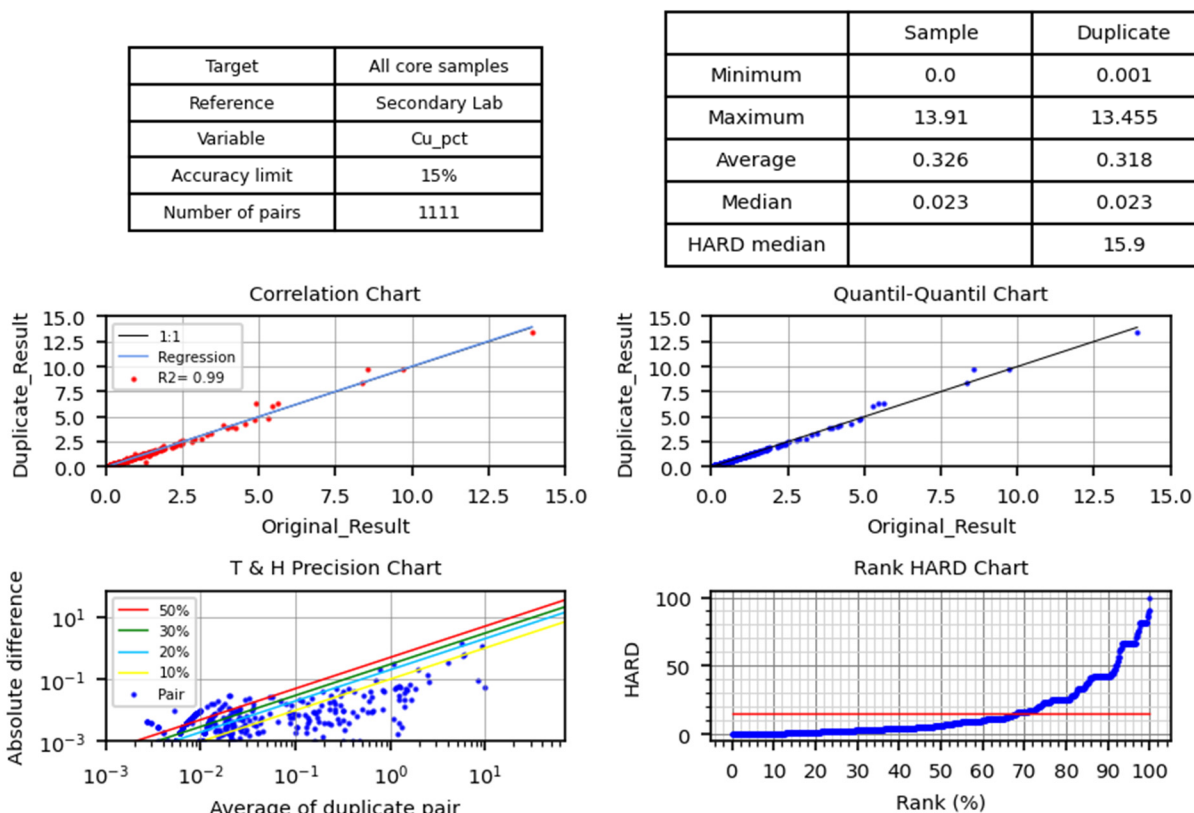 Target All core samples
Reference Secondary Lab
Variable Cu_pct
Accuracy limit 15%
Number of pairs 1111
Sample Duplicate
Minimum 0.0 0.001
Maximum 13.91 13.455
Average 0.326 0.318
Median 0.023 0.023
HARD median 15.9
Correlation Chart
Duplicate_Result
15.0
12.5
10.0
7.5
5.0
2.5
0.0
1:1
Regression
R2= 0.99
0.0 2.5 5.0 7.5 10.0 12.5 15.0
Original_Result
Quantil-Quantil Chart
Duplicate_Result
15.0
12.5
10.0
7.5
5.0
2.5
0.0
0.0 2.5 5.0 7.5 10.0 12.5 15.0
Original_Result
T & H Precision Chart
Absolute difference
10¹
10⁻¹
10⁻³
50%
30%
20%
10%
Pair
10⁻³ 10⁻² 10⁻¹ 10⁰ 10¹
Average of duplicate pair
Rank HARD Chart
HARD
100
50
0
0 10 20 30 40 50 60 70 80 90 100
Rank (%)